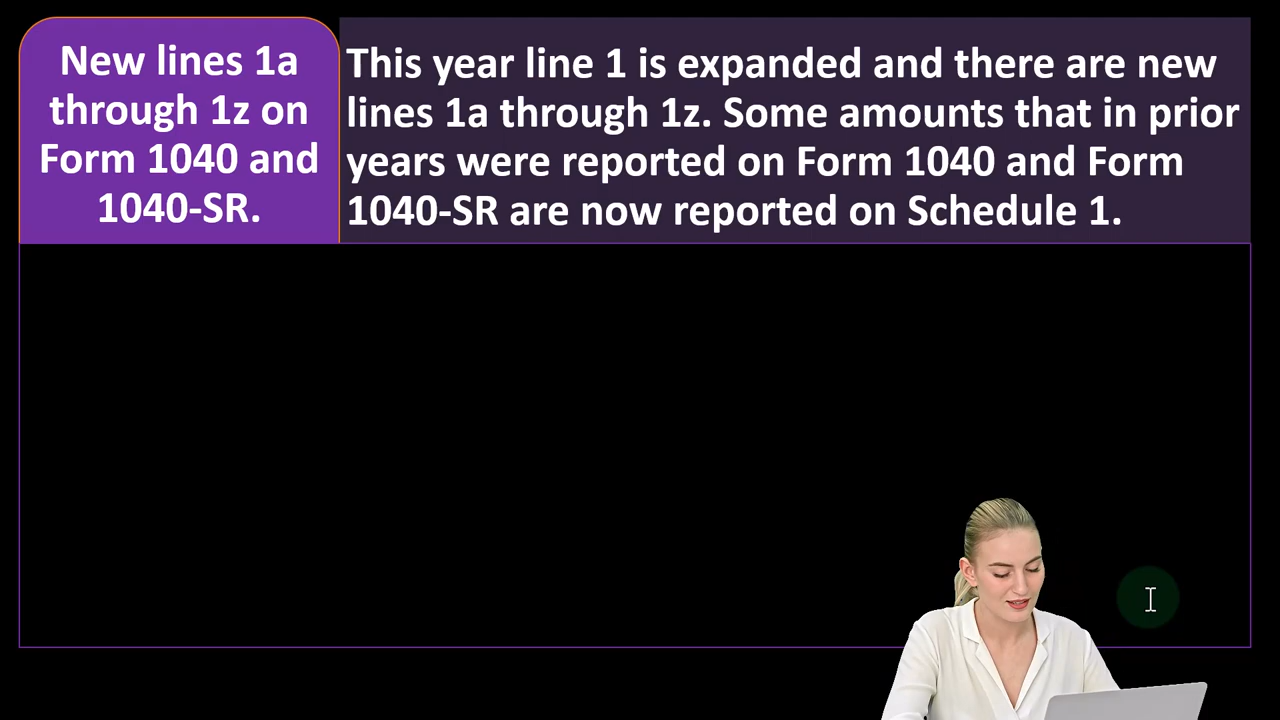 New lines 1a
through 1z on
Form 1040 and
1040-SR.
This year line 1 is expanded and there are new
lines 1a through 1z. Some amounts that in prior
years were reported on Form 1040 and Form
1040-SR are now reported on Schedule 1.